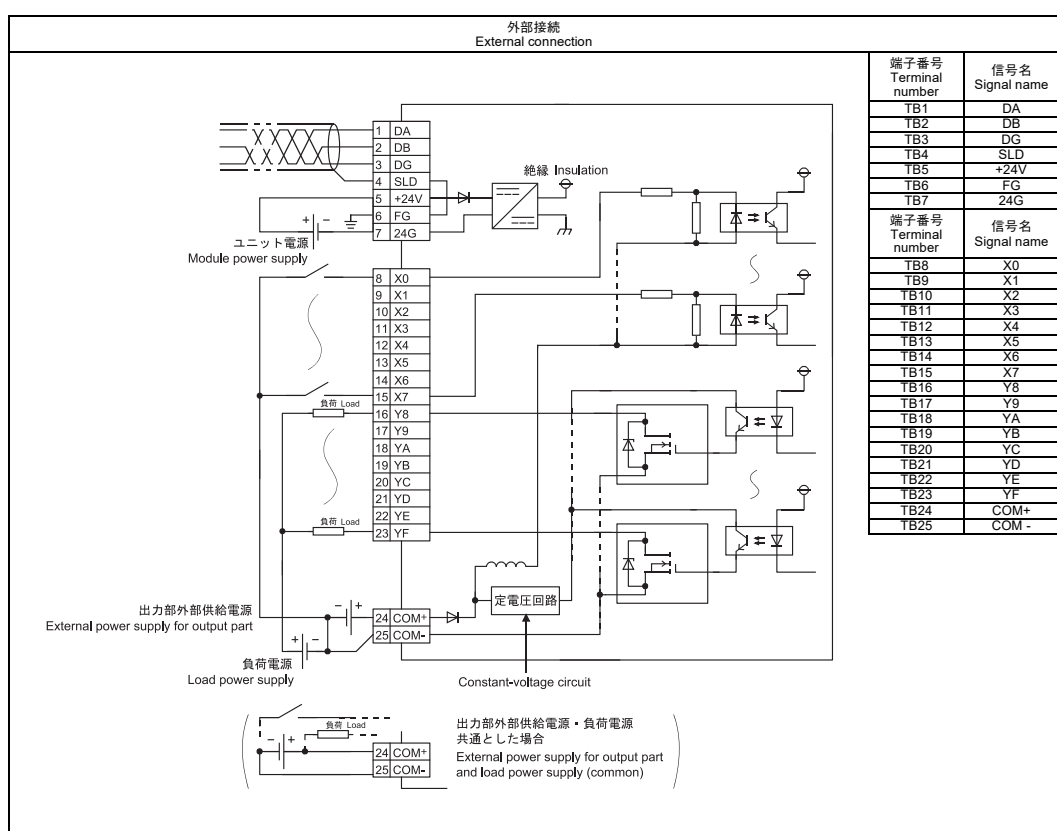 外部接続
External connection
1 DA
2 DB
3 DG
4 SLD
5 +24V
6 FG
7 24G
絶縁 Insulation
+ −
ユニット電源
Module power supply
8 X0
9 X1
10 X2
11 X3
12 X4
13 X5
14 X6
15 X7
負荷 Load
16 Y8
17 Y9
18 YA
19 YB
20 YC
21 YD
22 YE
負荷 Load
23 YF
出力部外部供給電源
External power supply for output part
− +
24 COM+
25 COM-
定電圧回路
+ −
負荷電源
Load power supply
Constant-voltage circuit
負荷 Load
− +
24 COM+
25 COM-
出力部外部供給電源・負荷電源
共通とした場合
External power supply for output part
and load power supply (common)
端子番号 信号名
Terminal number Signal name
TB1 DA
TB2 DB
TB3 DG
TB4 SLD
TB5 +24V
TB6 FG
TB7 24G
端子番号 信号名
Terminal number Signal name
TB8 X0
TB9 X1
TB10 X2
TB11 X3
TB12 X4
TB13 X5
TB14 X6
TB15 X7
TB16 Y8
TB17 Y9
TB18 YA
TB19 YB
TB20 YC
TB21 YD
TB22 YE
TB23 YF
TB24 COM+
TB25 COM -